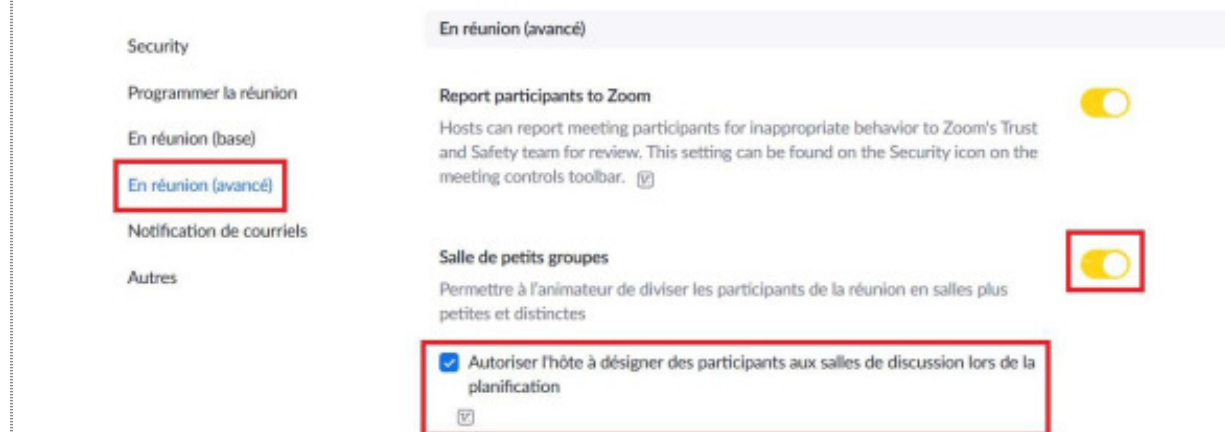 Security
Programmer la réunion
En réunion (base)
En réunion (avancé)
Notification de courriels
Autres
En réunion (avancé)
Report participants to Zoom
Hosts can report meeting participants for inappropriate behavior to Zoom's Trust
and Safety team for review. This setting can be found on the Security icon on the
meeting controls toolbar.
Salle de petits groupes
Permettre à l'animateur de diviser les participants de la réunion en salles plus
petites et distinctes
Autoriser l'hôte à désigner des participants aux salles de discussion lors de la
planification